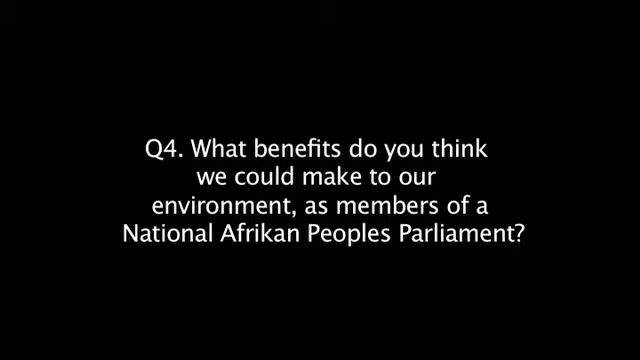 Q4. What benefits do you think
we could make to our
environment, as members of a
National Afrikan Peoples Parliament?